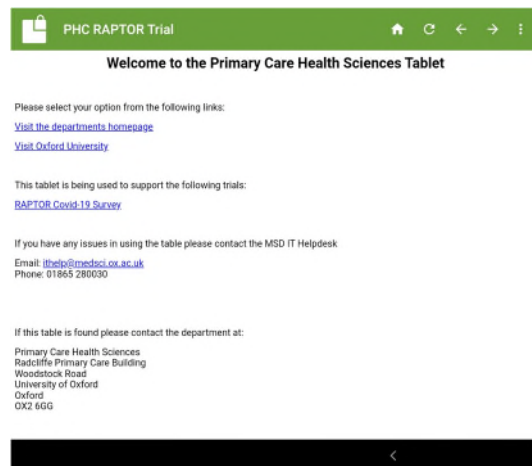 PHC RAPTOR Trial
Welcome to the Primary Care Health Sciences Tablet
Please select your option from the following links:
Visit the departments homepage
Visit Oxford University
This tablet is being used to support the following trials:
RAPTOR Covid-19 Survey
If you have any issues in using the table please contact the MSD IT Helpdesk
Email: ithelp@medsci.ox.ac.uk
Phone: 01865 280030
If this table is found please contact the department at:
Primary Care Health Sciences
Radcliffe Primary Care Building
Woodstock Road
University of Oxford
Oxford
OX2 6GG